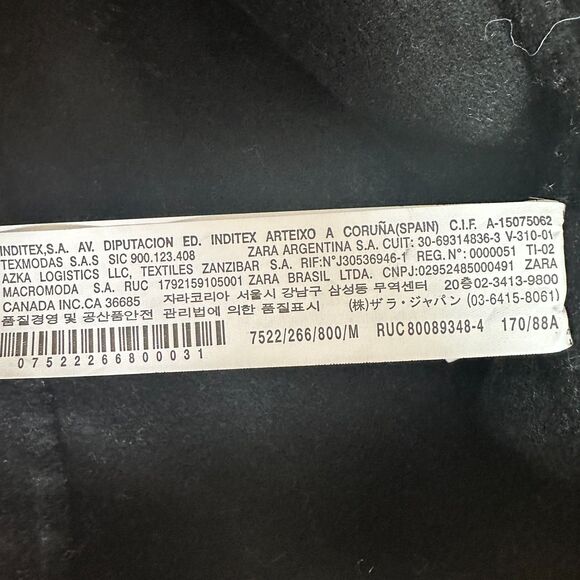 INDITEX,S.A. AV. DIPUTACION ED. INDITEX ARTEIXO A CORUÑA(SPAIN) C.I.F. A-15075062
TEXMODAS S.A.S SIC 900.123.408 ZARA ARGENTINA S.A. CUIT: 30-69314836-3 V-310-01
AZKA LOGISTICS LLC, TEXTILES ZANZIBAR S.A. RIF:N°J30536946-1 REG.N°: 0000051 TI-02
MACROMODA S.A. RUC 1792159105001 ZARA BRASIL LTDA. CNPJ:02952485000491 ZARA
CANADA INC.CA 36685 자라코리아 서울시 강남구 삼성동 무역센터 20층02-3413-9800
품질경영 및 공산품안전 관리법에 의한 품질표시 (株)ザラ・ジャパン (03-6415-8061)
7522/266/800/M RUC80089348-4 170/88A
07522266800031